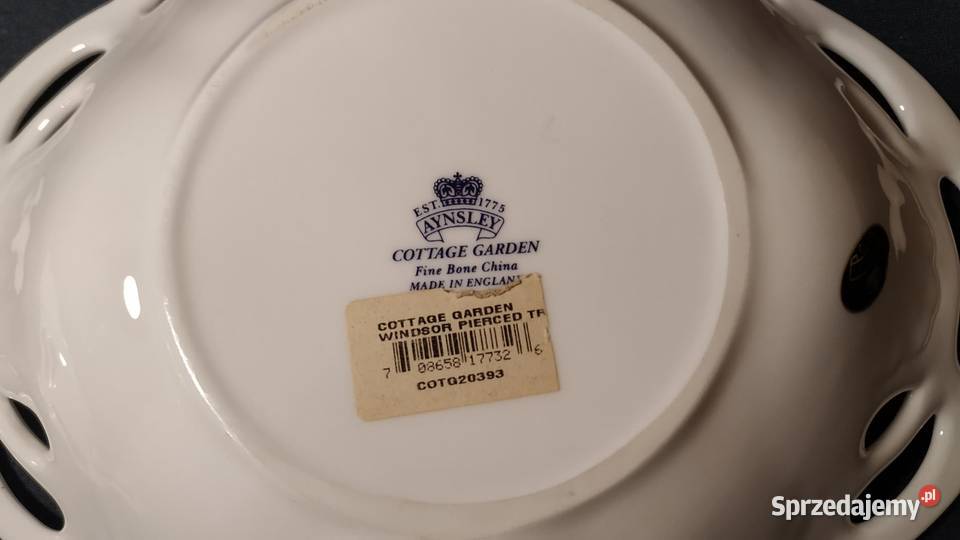 EST. 1775
AYNSLEY
COTTAGE GARDEN
Fine Bone China
MADE IN ENGLAN
COTTAGE GARDEN
WINDSOR PIERCED TR
7 08658 17732 6
COTG20393
Sprzedajemy.pl